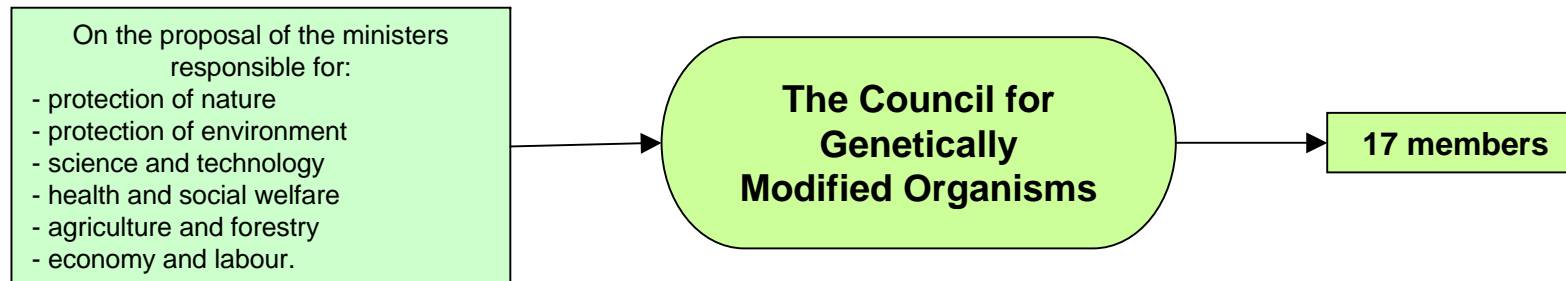 On the proposal of the ministers
responsible for:
- protection of nature
- protection of environment
- science and technology
- health and social welfare
- agriculture and forestry
- economy and labour.
The Council for
Genetically
Modified Organisms
17 members